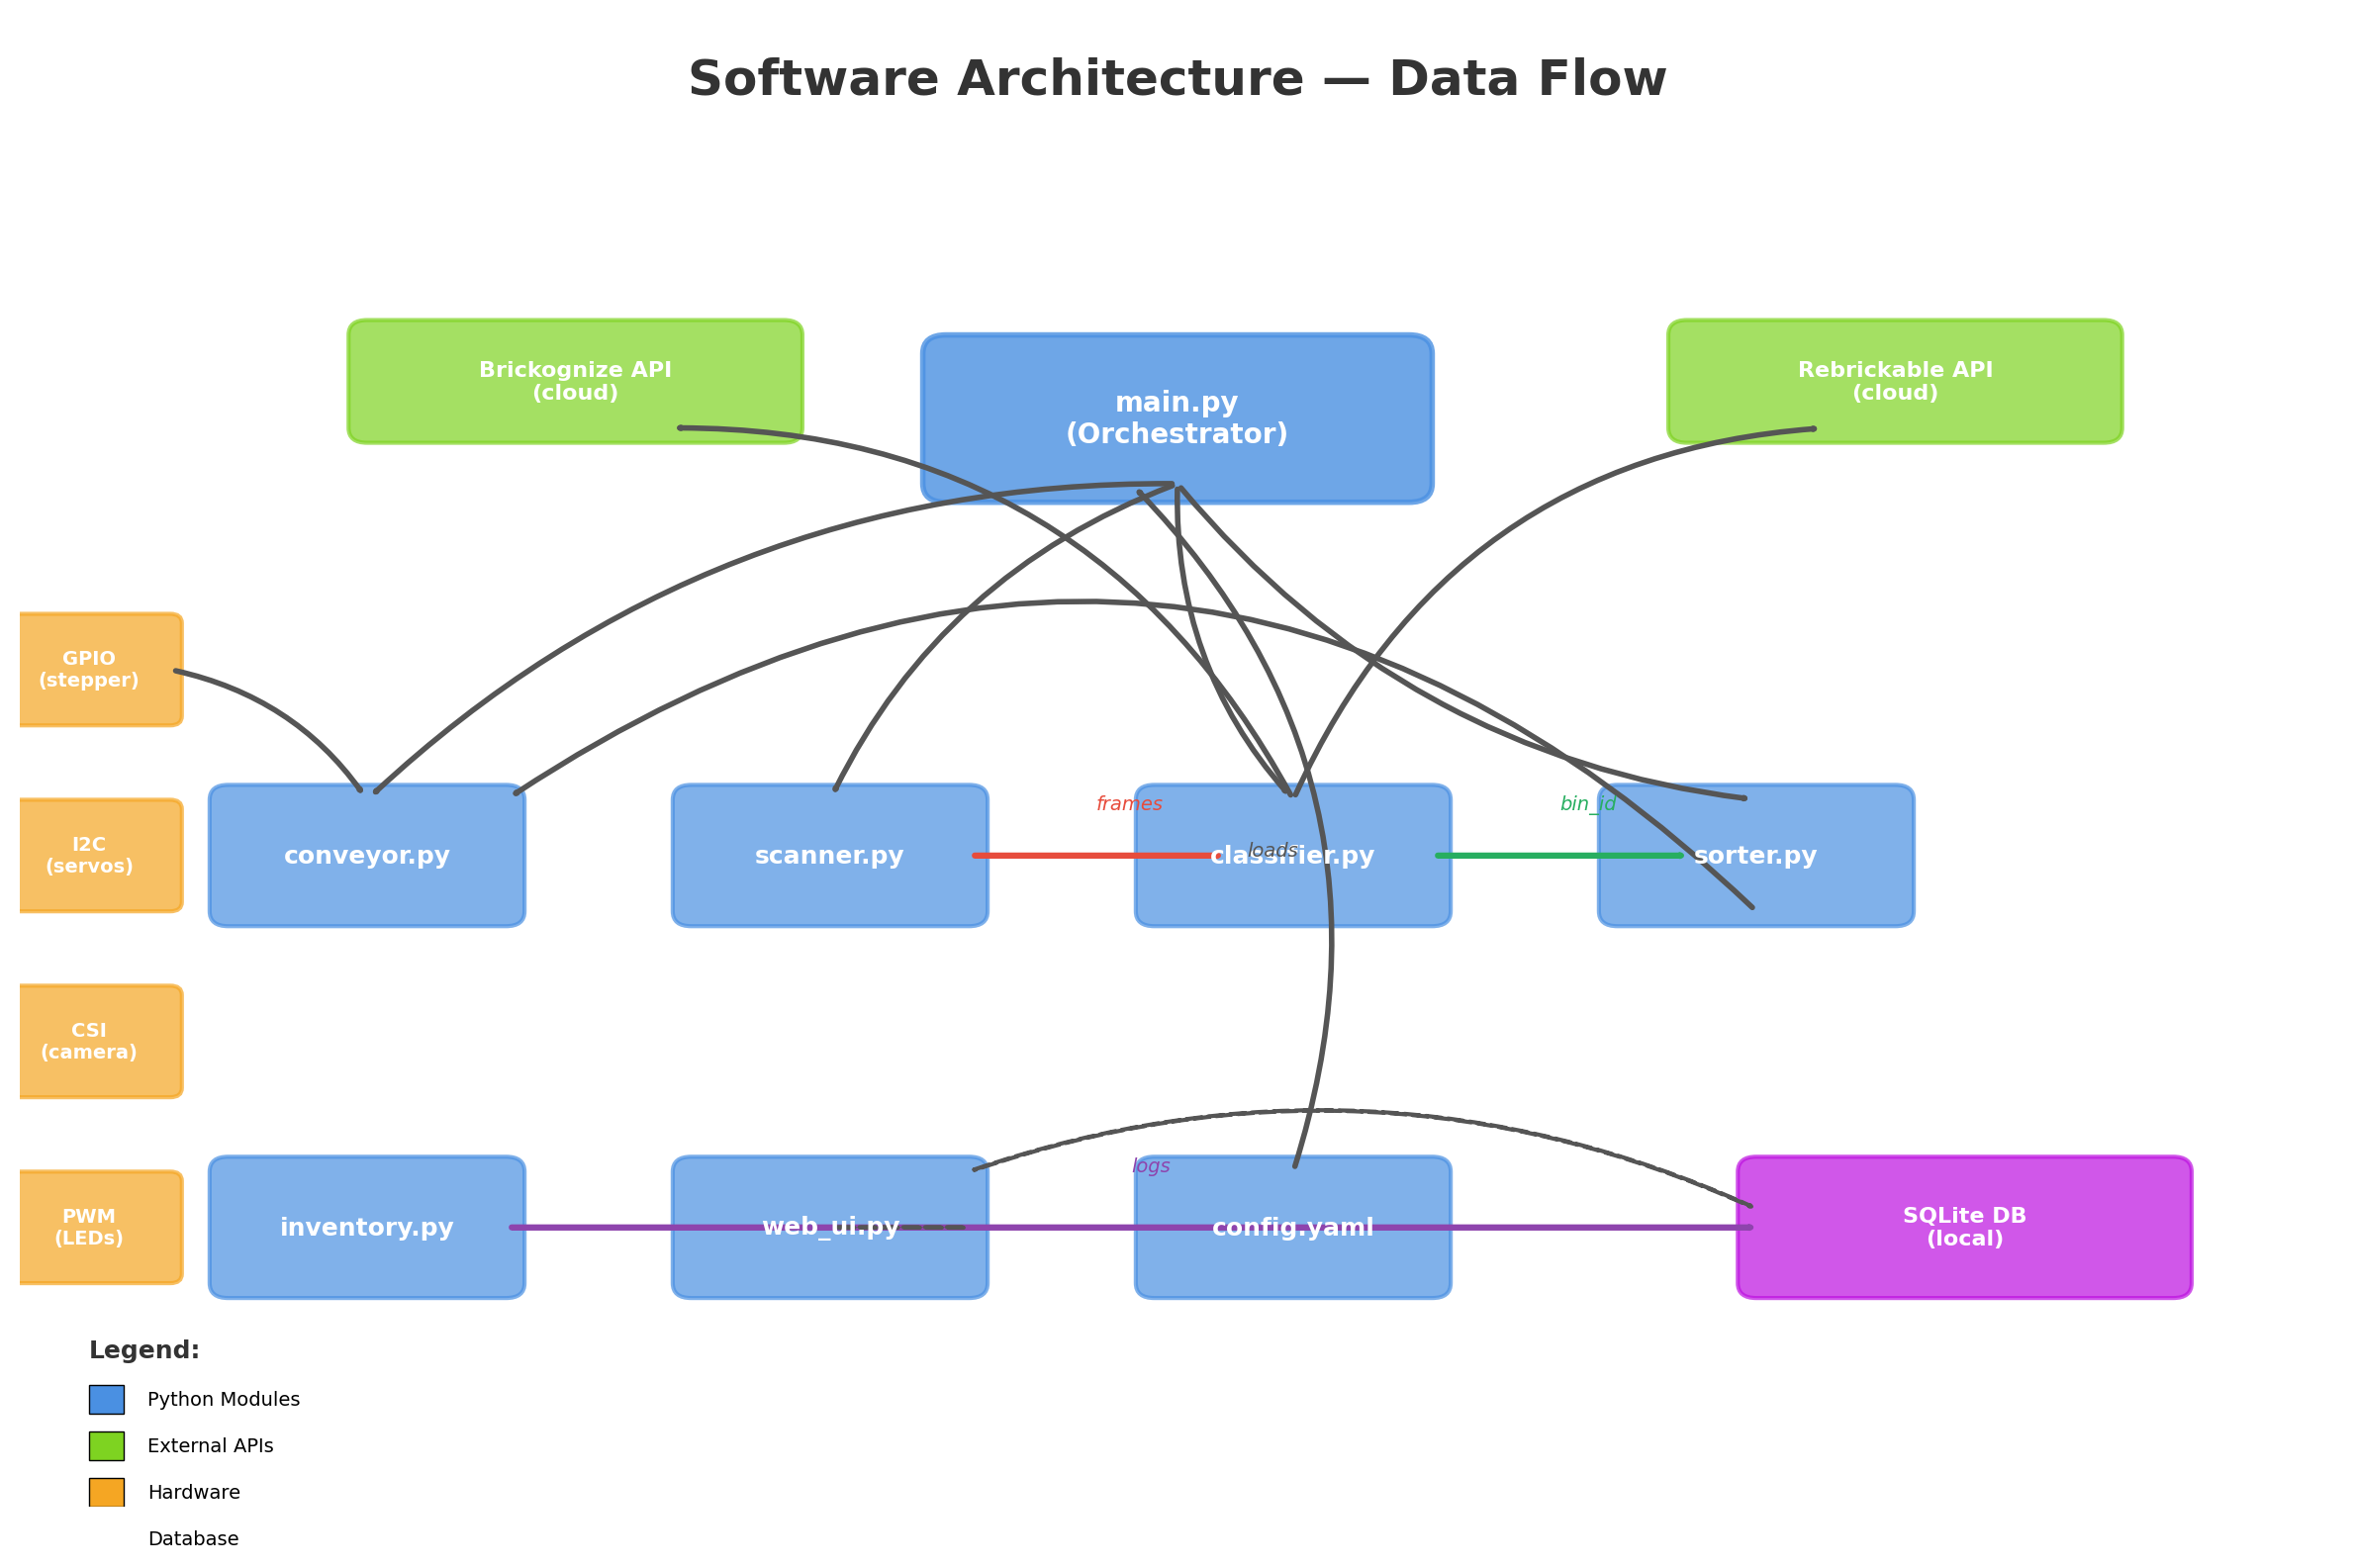 Software Architecture — Data Flow
Brickognize API
(cloud)
main.py
(Orchestrator)
Rebrickable API
(cloud)
GPIO
(stepper)
frames
bin_id
I2C
(servos)
conveyor.py
scanner.py
loads
classifier.py
sorter.py
CSI
(camera)
logs
PWM
(LEDs)
inventory.py
web_ui.py
config.yaml
SQLite DB
(local)
Legend:
Python Modules
External APIs
Hardware
Database